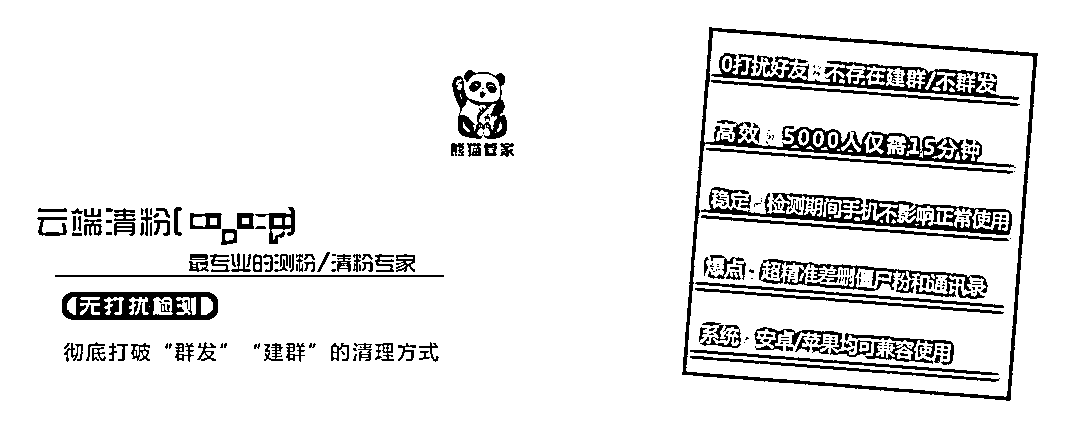 熊猫管家
云端清粉
最专业的测粉/清粉专家
无打扰检测
彻底打破“群发”“建群”的清理方式
0打扰好友 不存在建群/不群发
高效：5000人仅需15分钟
稳定：检测期间手机不影响正常使用
爆点：超精准差删僵尸粉和通讯录
系统：安卓/苹果均可兼容使用